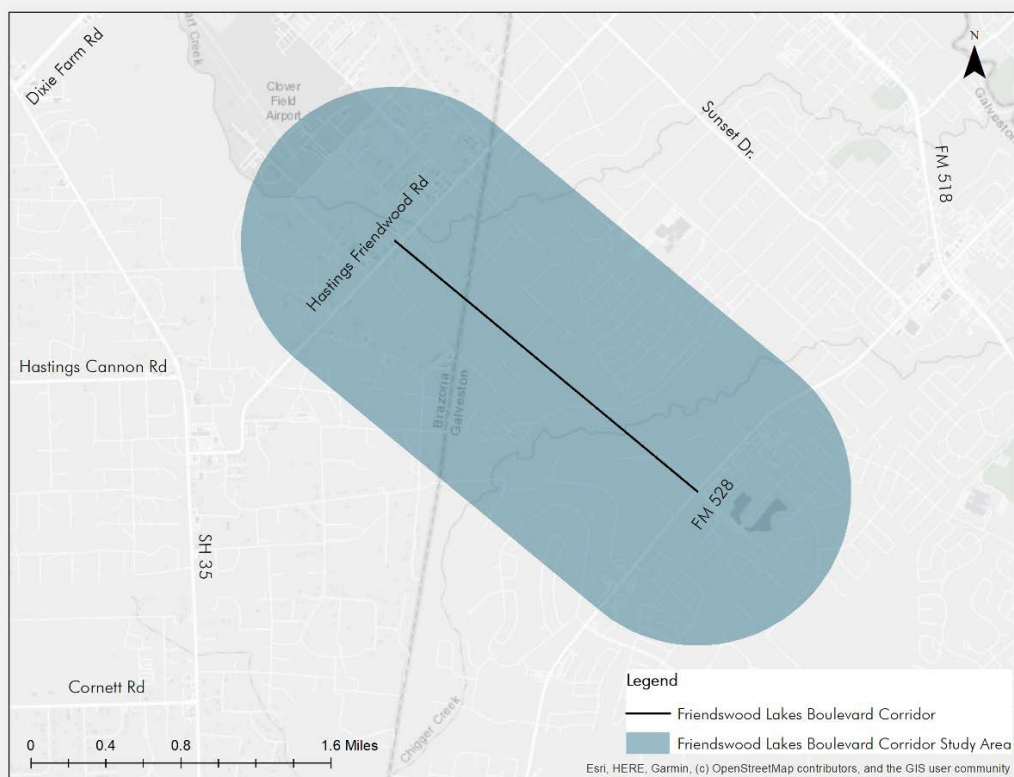 Dixie Farm Rd
Clover
Field
Airport
N
Galveston
Sunset Dr.
FM 518
Hastings Friendwood Rd
Hastings Cannon Rd
Brazoria
Galveston
FM 528
SH 35
Cornett Rd
Chigger Creek
Legend
Friendswood Lakes Boulevard Corridor
Friendswood Lakes Boulevard Corridor Study Area
0 0.4 0.8 1.6 Miles
Esri, HERE, Garmin, (c) OpenStreetMap contributors, and the GIS user community